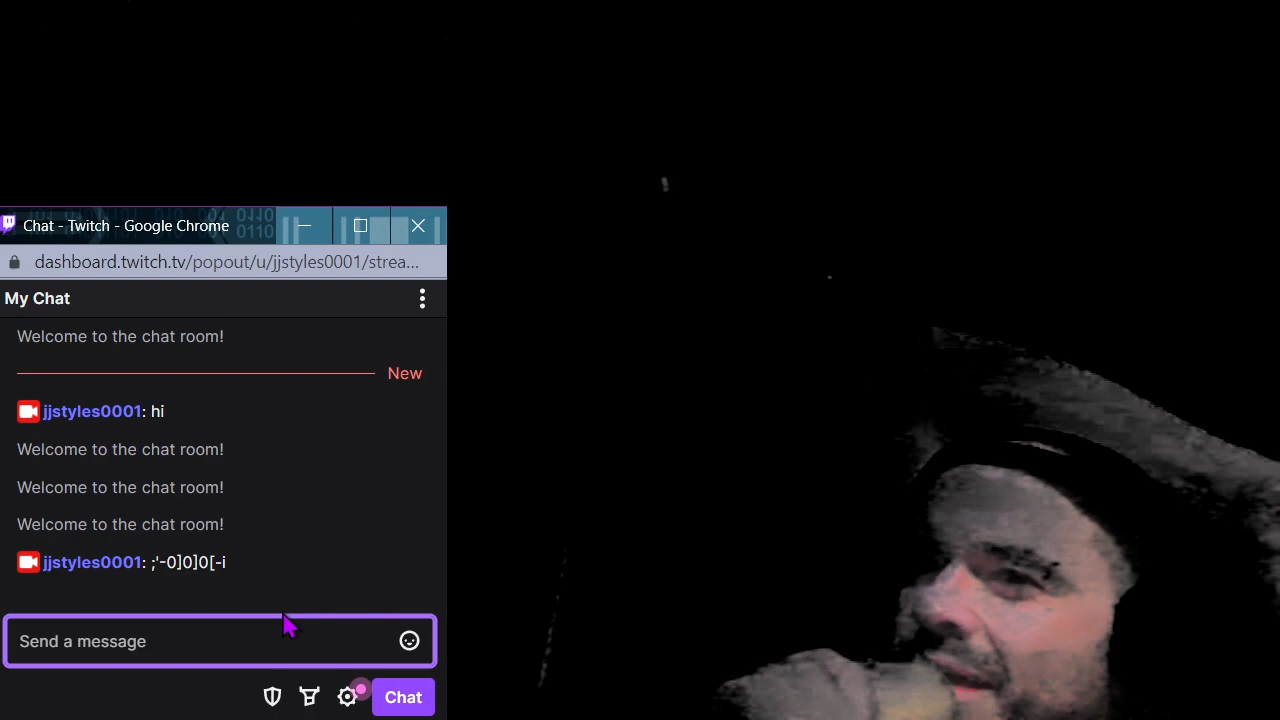 Chat - Twitch - Google Chrome
dashboard.twitch.tv/popout/u/jjstyles0001/strea...
My Chat
Welcome to the chat room!
New
jjstyles0001: hi
Welcome to the chat room!
Welcome to the chat room!
Welcome to the chat room!
jjstyles0001: ;'-0]0]0[-i
Send a message
Chat